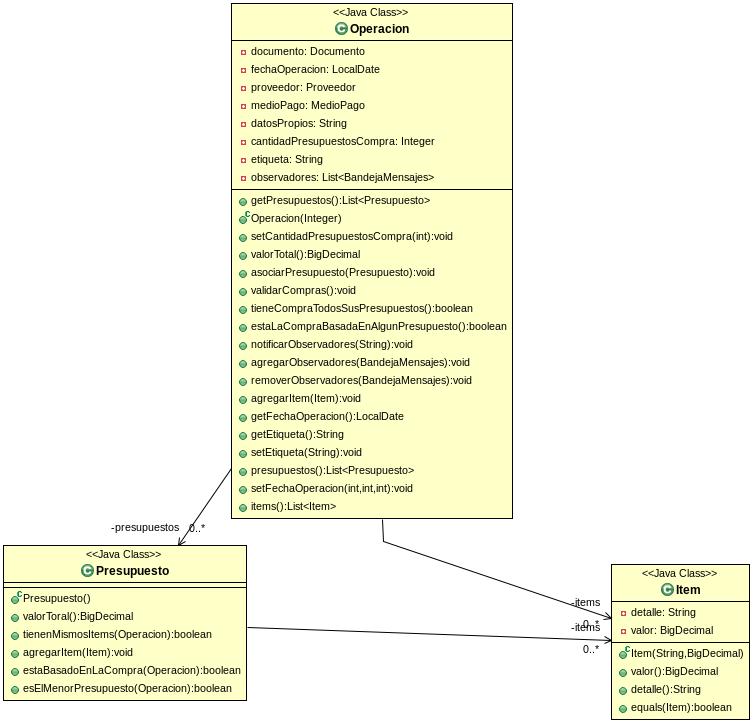 <<Java Class>>
Operacion
documento: Documento
fechaOperacion: LocalDate
proveedor: Proveedor
medioPago: MedioPago
datosPropios: String
cantidadPresupuestosCompra: Integer
etiqueta: String
observadores: List<BandejaMensajes>
getPresupuestos():List<Presupuesto>
Operacion(Integer)
setCantidadPresupuestosCompra(int):void
valorTotal():BigDecimal
asociarPresupuesto(Presupuesto):void
validarCompras():void
tieneCompraTodosSusPresupuestos():boolean
estaLaCompraBasadaEnAlgunPresupuesto():boolean
notificarObservadores(String):void
agregarObservadores(BandejaMensajes):void
removerObservadores(BandejaMensajes):void
agregarItem(Item):void
getFechaOperacion():LocalDate
getEtiqueta():String
setEtiqueta(String):void
presupuestos():List<Presupuesto>
setFechaOperacion(int,int,int):void
items():List<Item>
-presupuestos 0..*
<<Java Class>>
Presupuesto
Presupuesto()
valorToral():BigDecimal
tienenMismosItems(Operacion):boolean
agregarItem(Item):void
estaBasadoEnLaCompra(Operacion):boolean
esElMenorPresupuesto(Operacion):boolean
-items
0..*
-items
0..*
<<Java Class>>
Item
detalle: String
valor: BigDecimal
Item(String,BigDecimal)
valor():BigDecimal
detalle():String
equals(Item):boolean